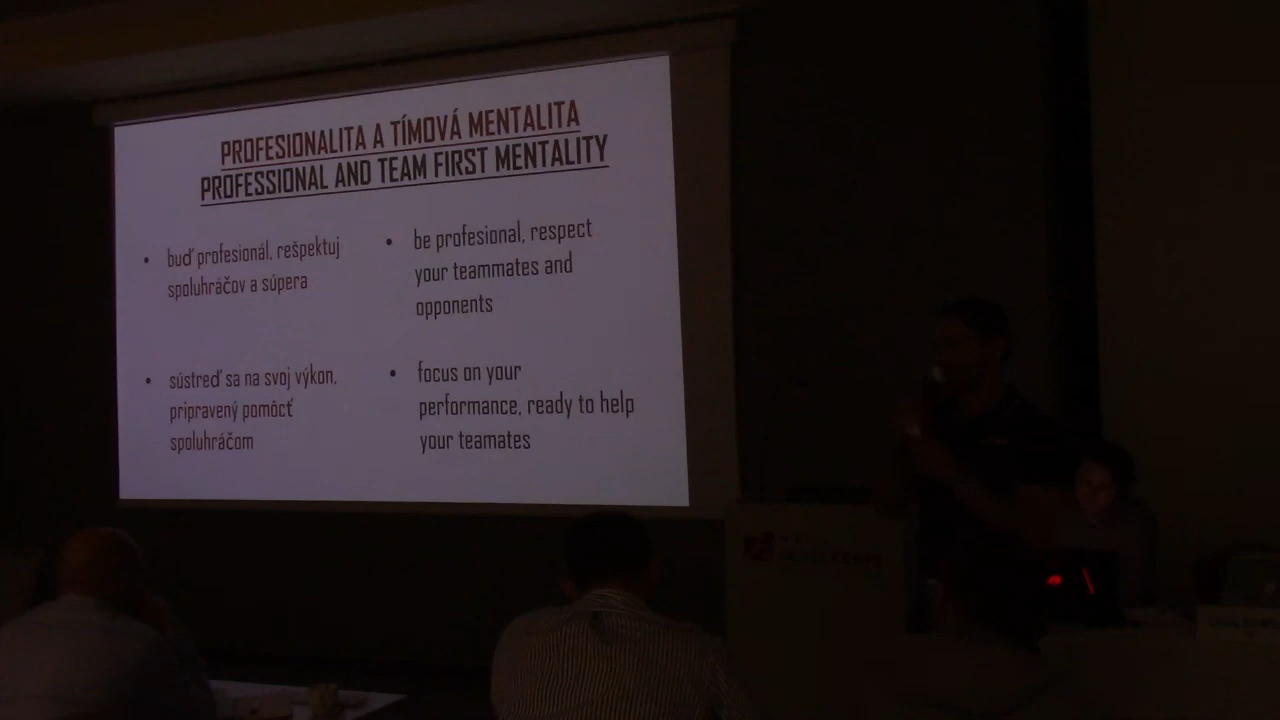 PROFESIONALITA A TÍMOVÁ MENTALITA
PROFESSIONAL AND TEAM FIRST MENTALITY
• buď profesionál, rešpektuj
spoluhráčov a súpera
• sústreď sa na svoj výkon,
pripravený pomôcť
spoluhráčom
• be profesional, respect
your teammates and
opponents
• focus on your
performance, ready to help
your teamates